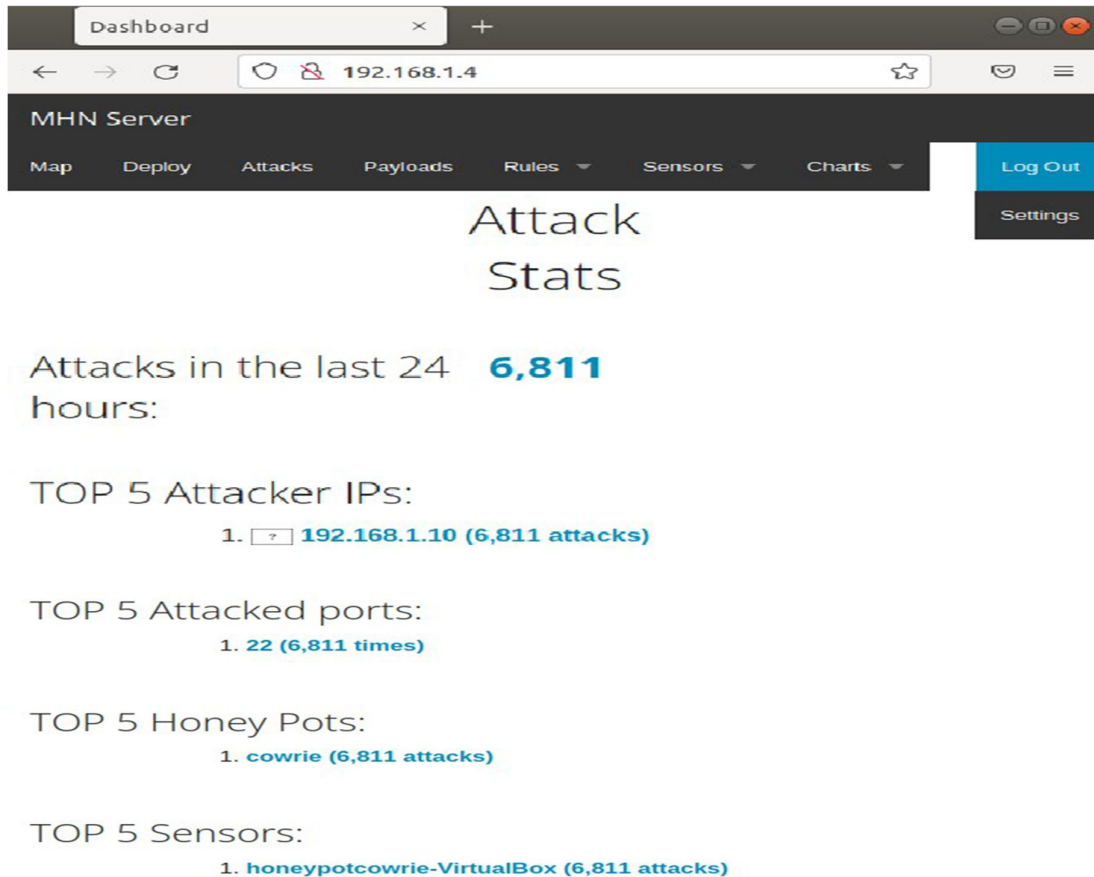 Dashboard
192.168.1.4
MHN Server
Map Deploy Attacks Payloads Rules Sensors Charts Log Out
Settings
Attack
Stats
Attacks in the last 24 6,811
hours:
TOP 5 Attacker IPs:
1. ? 192.168.1.10 (6,811 attacks)
TOP 5 Attacked ports:
1. 22 (6,811 times)
TOP 5 Honey Pots:
1. cowrie (6,811 attacks)
TOP 5 Sensors:
1. honeypotcowrie-VirtualBox (6,811 attacks)